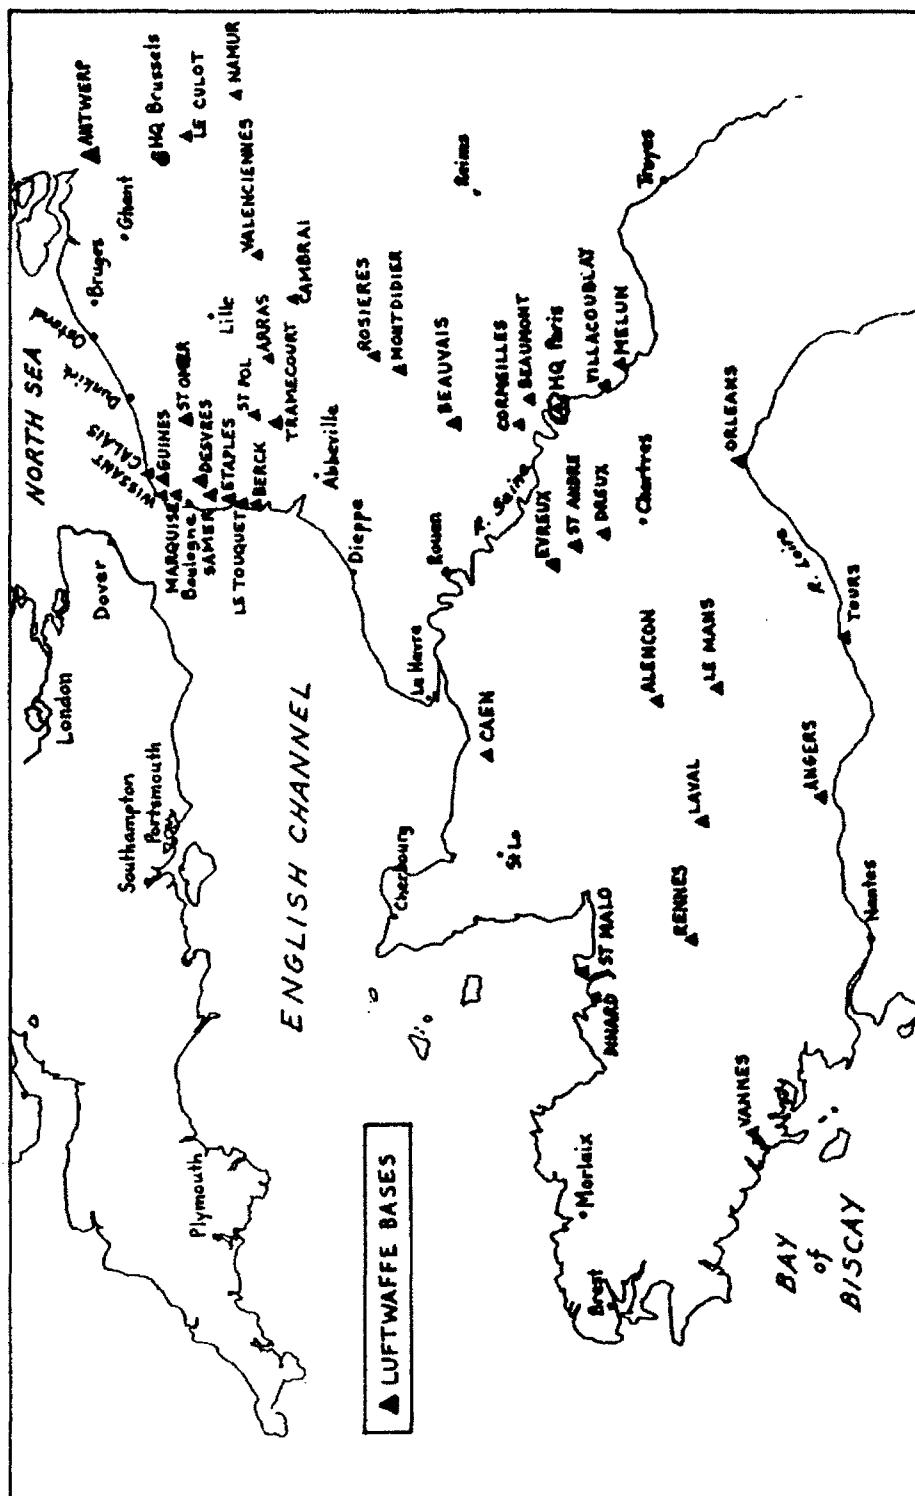 NORTH SEA
London
Dover
Southampton
Portsmouth
Plymouth
ENGLISH CHANNEL
ANTWERP
HQ Brussels
LE CULOT
NAMUR
Ghent
Bruges
Ostend
Dunkirk
CALAIS
WISSANT
GUINES
MARQUISE
Boulogne
ST OMER
DESVRES
SAMER
ETAPLES
LE TOUQUET
BERCK
ST POL
Lille
ARRAS
TRAMECOURT
VALENCIENNES
CAMBRAI
Abbeville
Dieppe
ROSIERES
MONTDIDIER
Reims
BEAUVAIS
CORMEILLES
BEAUMONT
HQ Paris
VILLACOUBLAY
MELUN
Troyes
Rouen
R. Seine
Le Havre
EVREUX
ST ANDRE
DREUX
Chartres
CAEN
Cherbourg
St Lo
ALENCON
LE MANS
ORLEANS
R. Loire
TOURS
LAVAL
ANGERS
RENNES
ST MALO
DINARD
Nantes
VANNES
Morlaix
Brest
BAY
of
BISCAY
▲ LUFTWAFFE BASES